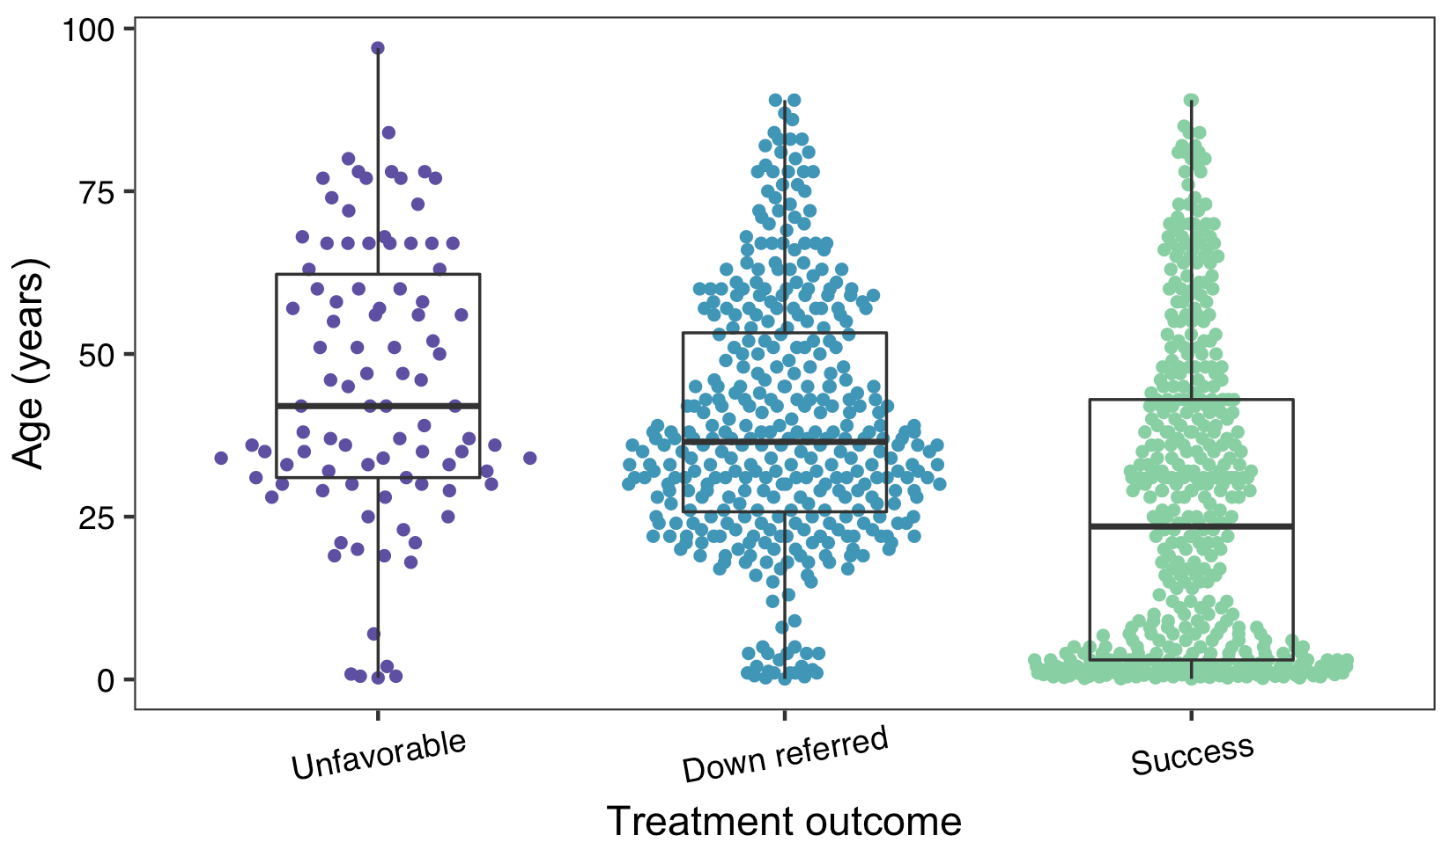 100
75
50
25
0
Age (years)
Unfavorable
Down referred
Success
Treatment outcome